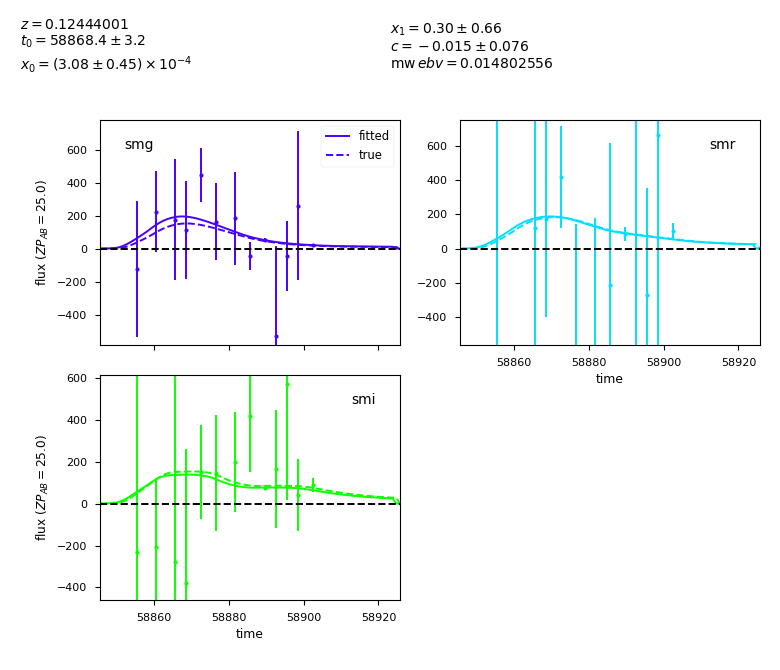 z = 0.12444001
t₀ = 58868.4 ± 3.2
x₀ = (3.08 ± 0.45) × 10⁻⁴
x₁ = 0.30 ± 0.66
c = −0.015 ± 0.076
mwebv = 0.014802556
smg
fitted
true
600
400
200
0
−400
flux (ZP_AB = 25.0)
smr
600
400
200
0
−200
−400
58860
58880
58900
58920
time
smi
600
400
200
0
−200
−400
flux (ZP_AB = 25.0)
58860
58880
58900
58920
time